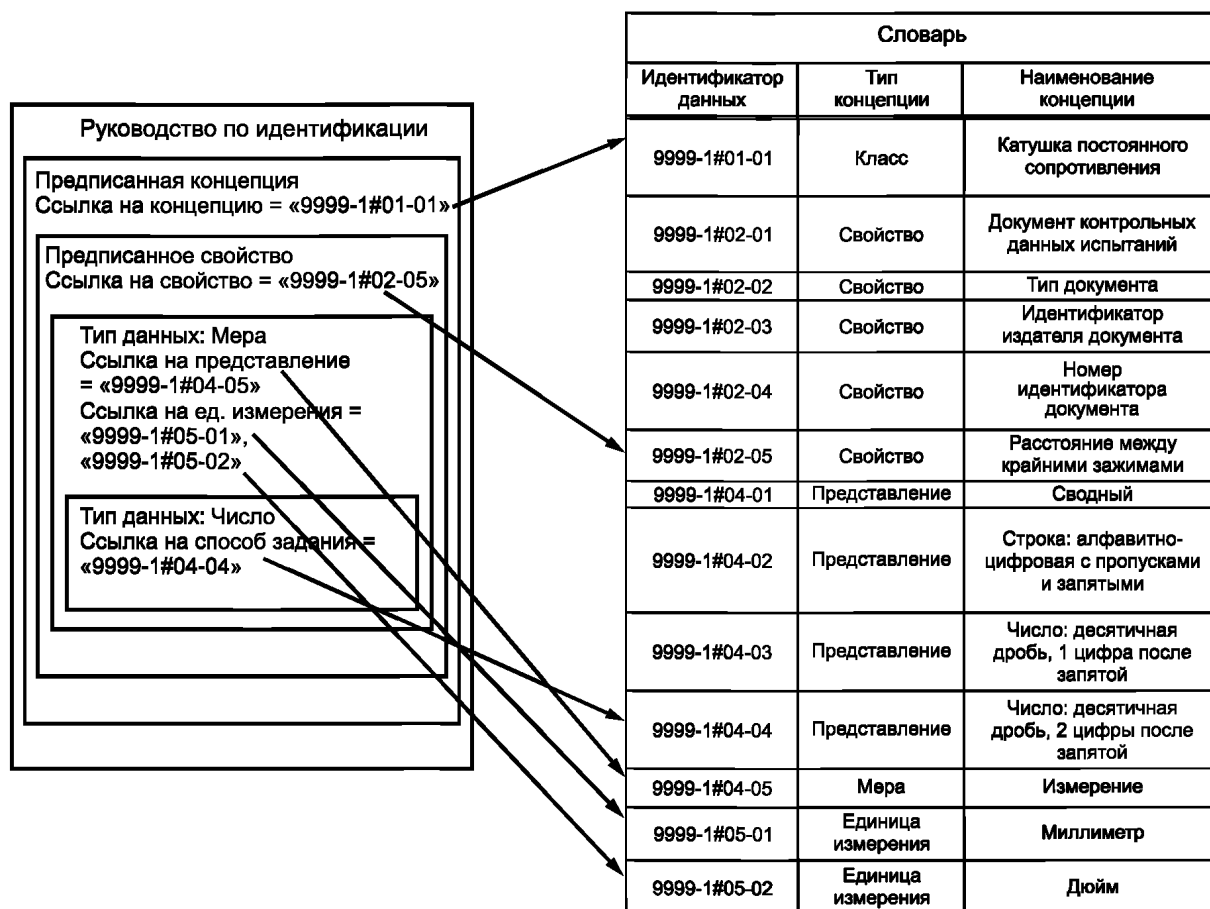 Руководство по идентификации
Предписанная концепция
Ссылка на концепцию = «9999-1#01-01»
Предписанное свойство
Ссылка на свойство = «9999-1#02-05»
Тип данных: Мера
Ссылка на представление
= «9999-1#04-05»
Ссылка на ед. измерения =
«9999-1#05-01»,
«9999-1#05-02»
Тип данных: Число
Ссылка на способ задания =
«9999-1#04-04»
Словарь
Идентификатор
данных
Тип
концепции
Наименование
концепции
9999-1#01-01
Класс
Катушка постоянного
сопротивления
9999-1#02-01
Свойство
Документ контрольных
данных испытаний
9999-1#02-02
Свойство
Тип документа
9999-1#02-03
Свойство
Идентификатор
издателя документа
9999-1#02-04
Свойство
Номер
идентификатора
документа
9999-1#02-05
Свойство
Расстояние между
крайними зажимами
9999-1#04-01
Представление
Сводный
9999-1#04-02
Представление
Строка: алфавитно-
цифровая с пропусками
и запятыми
9999-1#04-03
Представление
Число: десятичная
дробь, 1 цифра после
запятой
9999-1#04-04
Представление
Число: десятичная
дробь, 2 цифры после
запятой
9999-1#04-05
Мера
Измерение
9999-1#05-01
Единица
измерения
Миллиметр
9999-1#05-02
Единица
измерения
Дюйм